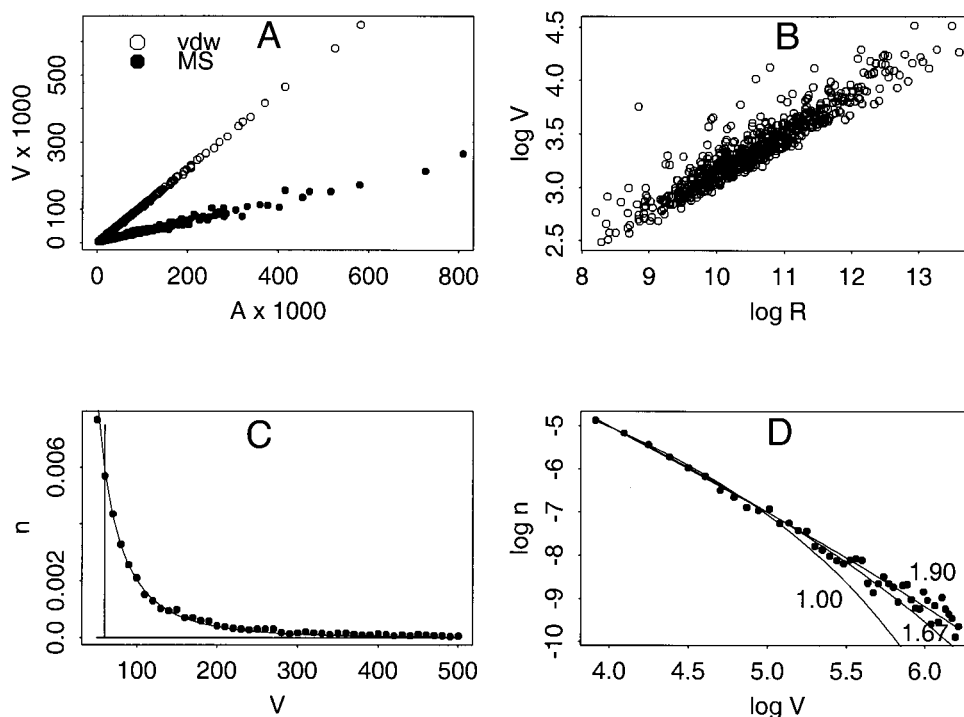 A
vdw
MS
V x 1000
0 100 300 500
0 200 400 600 800
A x 1000
B
log V
2.5 3.0 3.5 4.0 4.5
8 9 10 11 12 13
log R
C
n
0.0 0.002 0.006
100 200 300 400 500
V
D
log n
-10 -9 -8 -7 -6 -5
1.00
1.90
1.67
4.0 4.5 5.0 5.5 6.0
log V